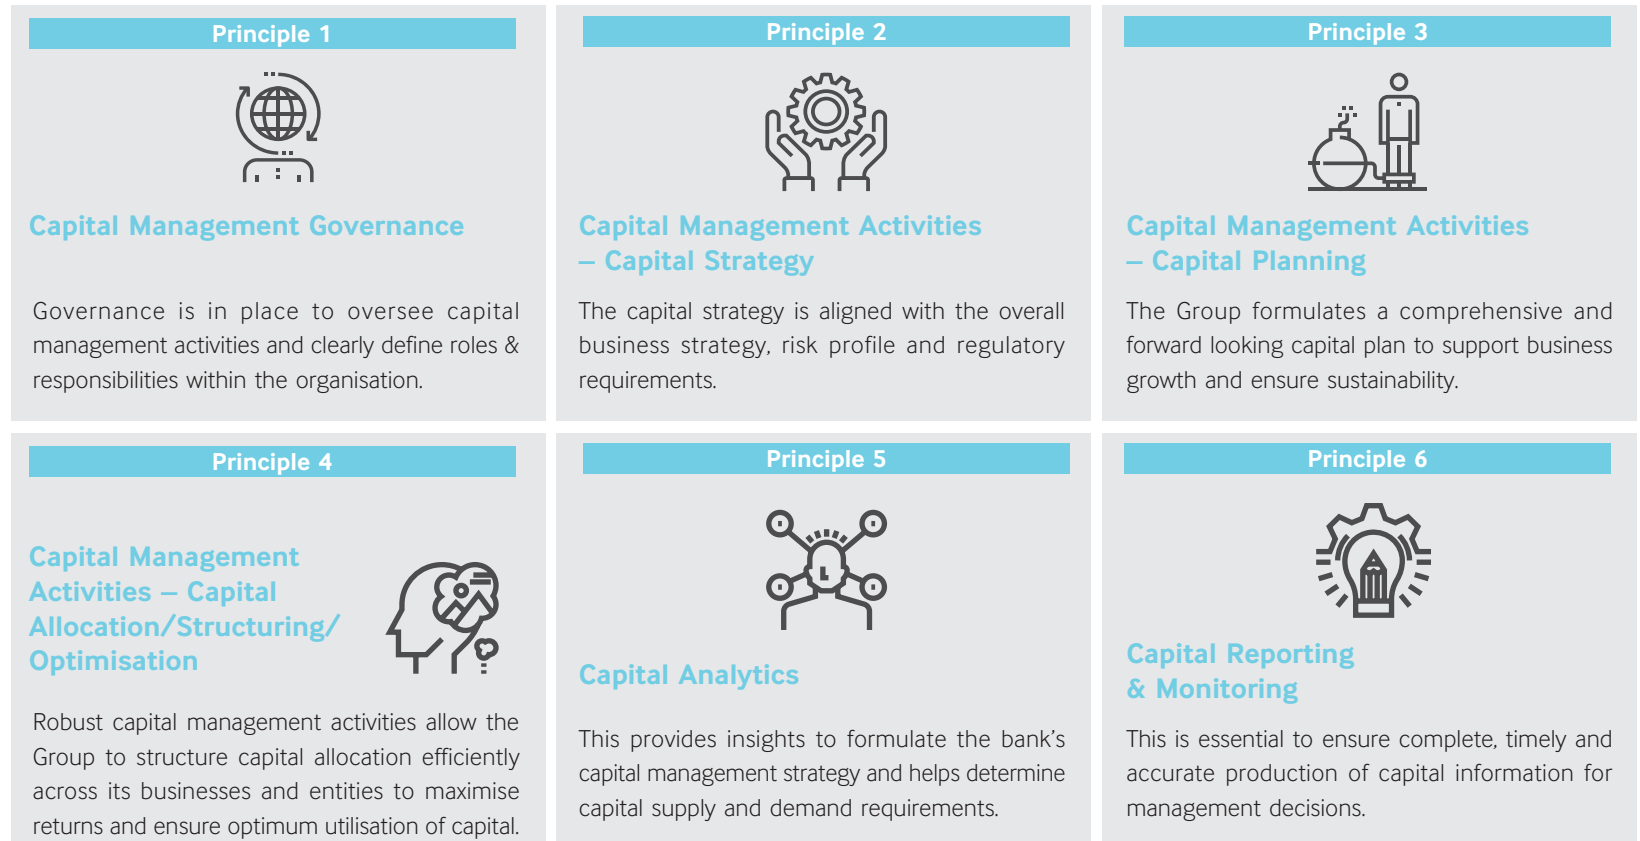 Principle 1
Capital Management Governance
Governance is in place to oversee capital
management activities and clearly define roles &
responsibilities within the organisation.
Principle 2
Capital Management Activities
– Capital Strategy
The capital strategy is aligned with the overall
business strategy, risk profile and regulatory
requirements.
Principle 3
Capital Management Activities
– Capital Planning
The Group formulates a comprehensive and
forward looking capital plan to support business
growth and ensure sustainability.
Principle 4
Capital Management
Activities – Capital
Allocation/Structuring/
Optimisation
Robust capital management activities allow the
Group to structure capital allocation efficiently
across its businesses and entities to maximise
returns and ensure optimum utilisation of capital.
Principle 5
Capital Analytics
This provides insights to formulate the bank’s
capital management strategy and helps determine
capital supply and demand requirements.
Principle 6
Capital Reporting
& Monitoring
This is essential to ensure complete, timely and
accurate production of capital information for
management decisions.